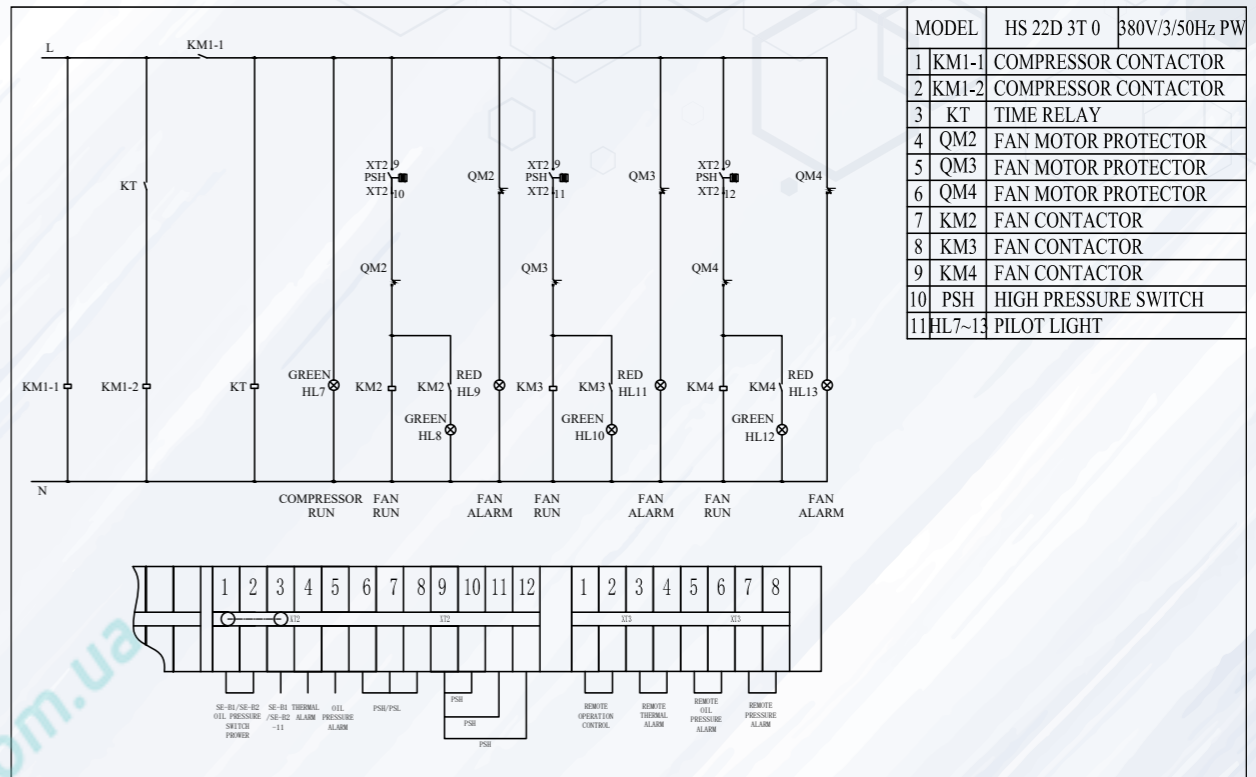 L
KM1-1
KT
XT2 9
PSH
XT2 10
QM2
QM2
XT2 9
PSH
XT2 11
QM3
QM3
XT2 9
PSH
XT2 12
QM4
QM4
KM1-1
KM1-2
KT
GREEN
HL7
KM2
KM2
RED
HL9
GREEN
HL8
KM3
KM3
RED
HL11
GREEN
HL10
KM4
KM4
RED
HL13
GREEN
HL12
N
COMPRESSOR
RUN
FAN
RUN
FAN
ALARM
FAN
RUN
FAN
ALARM
FAN
RUN
FAN
ALARM
MODEL HS 22D 3T 0 380V/3/50Hz PW
1 KM1-1 COMPRESSOR CONTACTOR
2 KM1-2 COMPRESSOR CONTACTOR
3 KT TIME RELAY
4 QM2 FAN MOTOR PROTECTOR
5 QM3 FAN MOTOR PROTECTOR
6 QM4 FAN MOTOR PROTECTOR
7 KM2 FAN CONTACTOR
8 KM3 FAN CONTACTOR
9 KM4 FAN CONTACTOR
10 PSH HIGH PRESSURE SWITCH
11 HL7~13 PILOT LIGHT
1 2 3 4 5 6 7 8 9 10 11 12
XT2 XT2
1 2 3 4 5 6 7 8
XT3 XT3
SE-B1/SE-B2
OIL PRESSURE
SWITCH
PROWER
SE-B1
/SE-B2
-11
THERMAL
ALARM
OIL
PRESSURE
ALARM
PSH/PSL
PSH
PSH
PSH
REMOTE
OPERATION
CONTROL
REMOTE
THERMAL
ALARM
REMOTE
OIL
PRESSURE
ALARM
REMOTE
PRESSURE
ALARM
om.ua